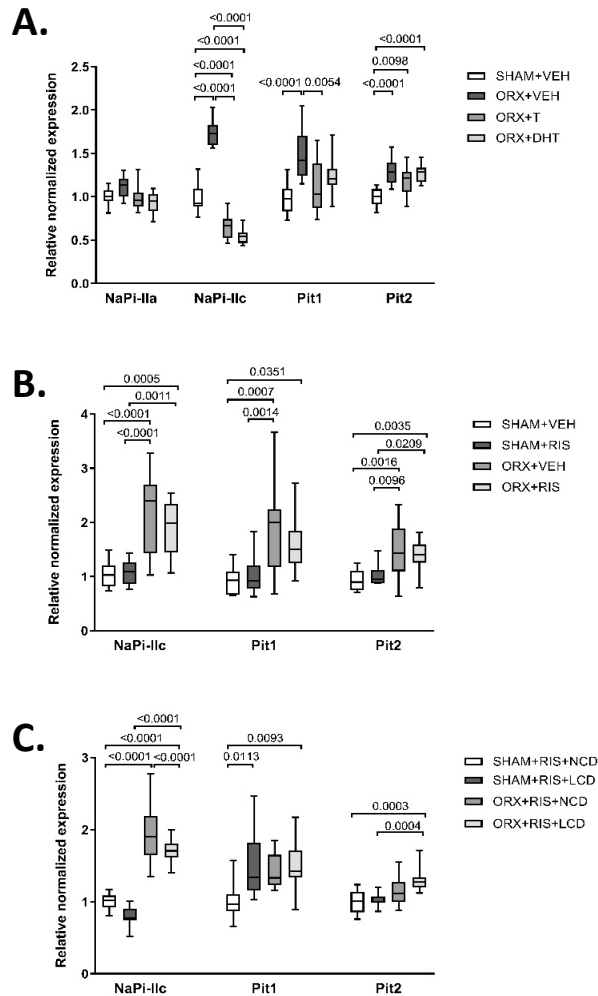 A.
<0.0001
<0.0001
<0.0001
<0.0001
<0.0001 0.0054
<0.0001
0.0098
<0.0001
Relative normalized expression
2.5
2.0
1.5
1.0
0.5
0.0
NaPi-IIa NaPi-IIc Pit1 Pit2
SHAM+VEH
ORX+VEH
ORX+T
ORX+DHT
B.
0.0005
0.0011
<0.0001
<0.0001
0.0351
0.0007
0.0014
0.0035
0.0209
0.0016
0.0096
Relative normalized expression
4
3
2
1
0
NaPi-IIc Pit1 Pit2
SHAM+VEH
SHAM+RIS
ORX+VEH
ORX+RIS
C.
<0.0001
<0.0001
<0.0001 <0.0001
0.0093
0.0113
0.0003
0.0004
Relative normalized expression
3
2
1
0
NaPi-IIc Pit1 Pit2
SHAM+RIS+NCD
SHAM+RIS+LCD
ORX+RIS+NCD
ORX+RIS+LCD